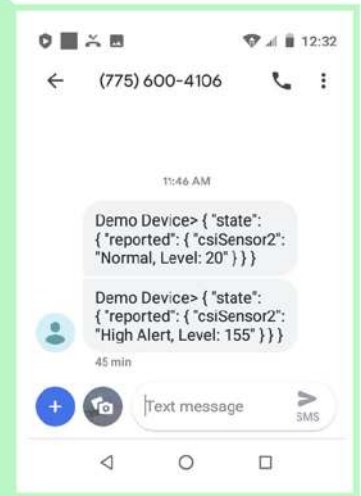 12:32
(775) 600-4106
11:46 AM
Demo Device> { "state":
{ "reported": { "csiSensor2":
"Normal, Level: 20" } } }
Demo Device> { "state":
{ "reported": { "csiSensor2":
"High Alert, Level: 155" } } }
45 min
Text message
SMS